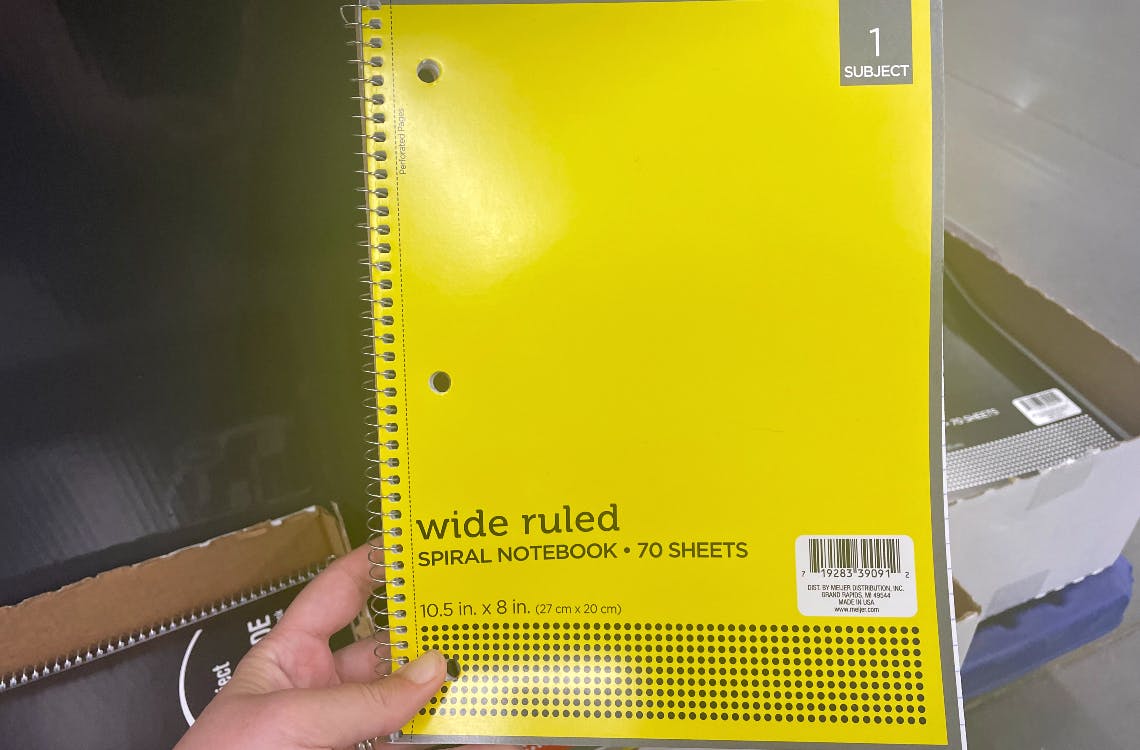 1
SUBJECT
Perforated Pages
wide ruled
SPIRAL NOTEBOOK • 70 SHEETS
10.5 in. x 8 in. (27 cm x 20 cm)
7 19283 39091 2
DIST. BY MEIJER DISTRIBUTION, INC.
GRAND RAPIDS, MI 49544
MADE IN USA
www.meijer.com
• 70 SHEETS